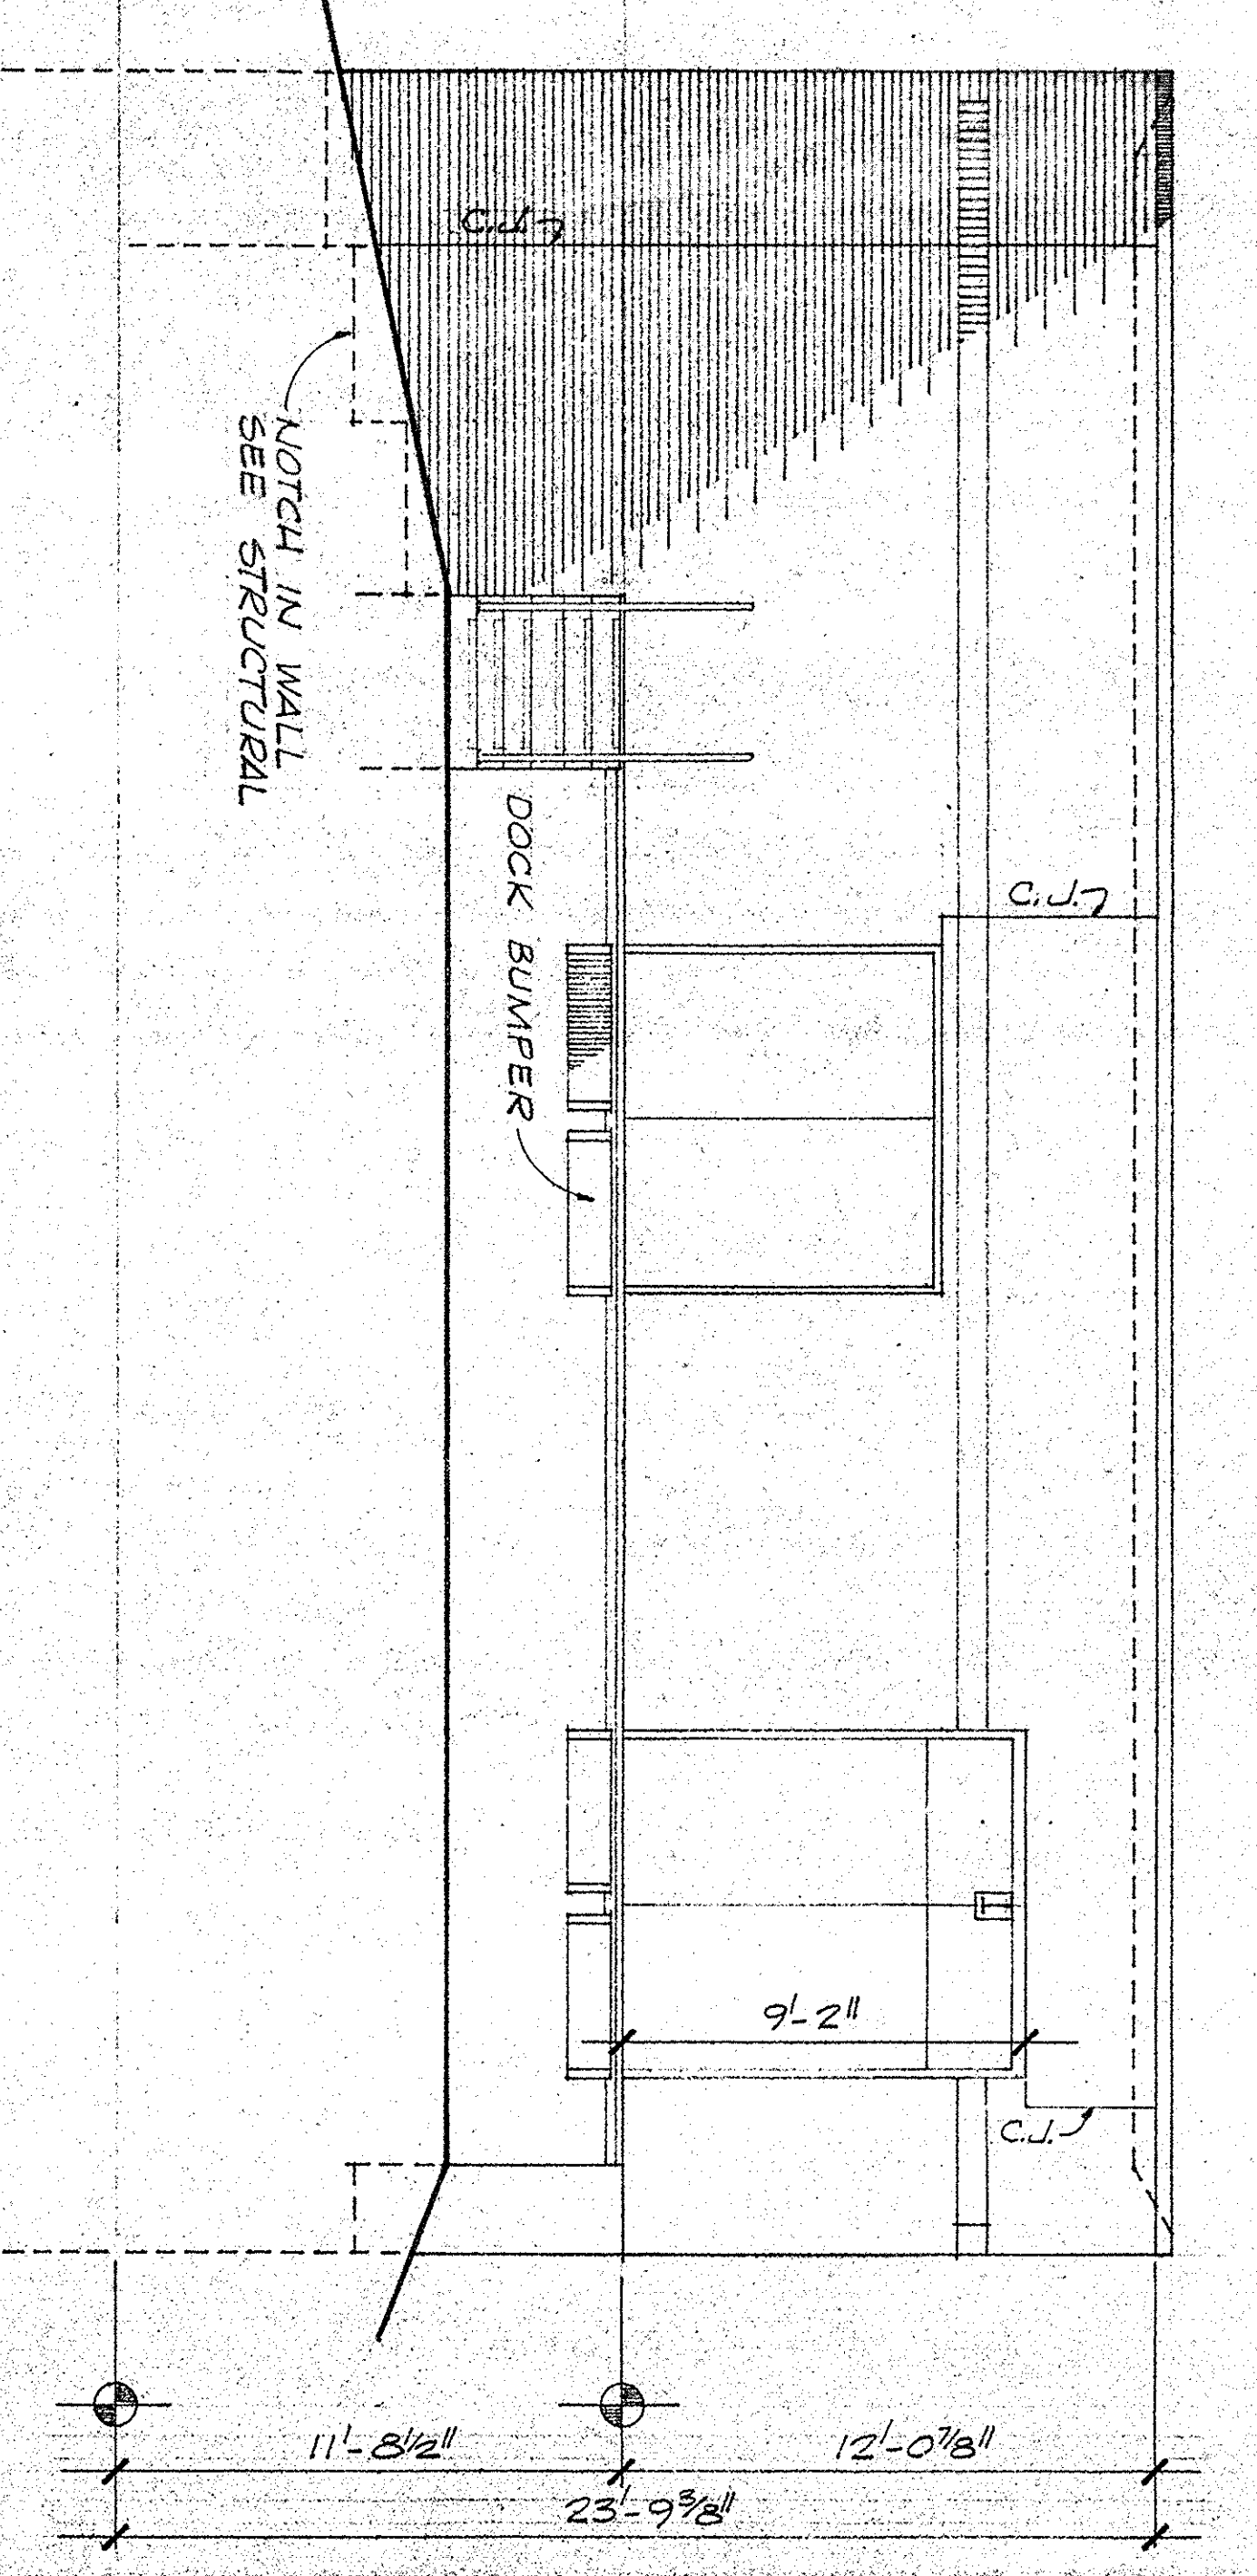 C.J.
NOTCH IN WALL
SEE STRUCTURAL
DOCK BUMPER
C.J.
9'-2"
C.J.
11'-8½"
12'-0⅞"
23'-9⅜"